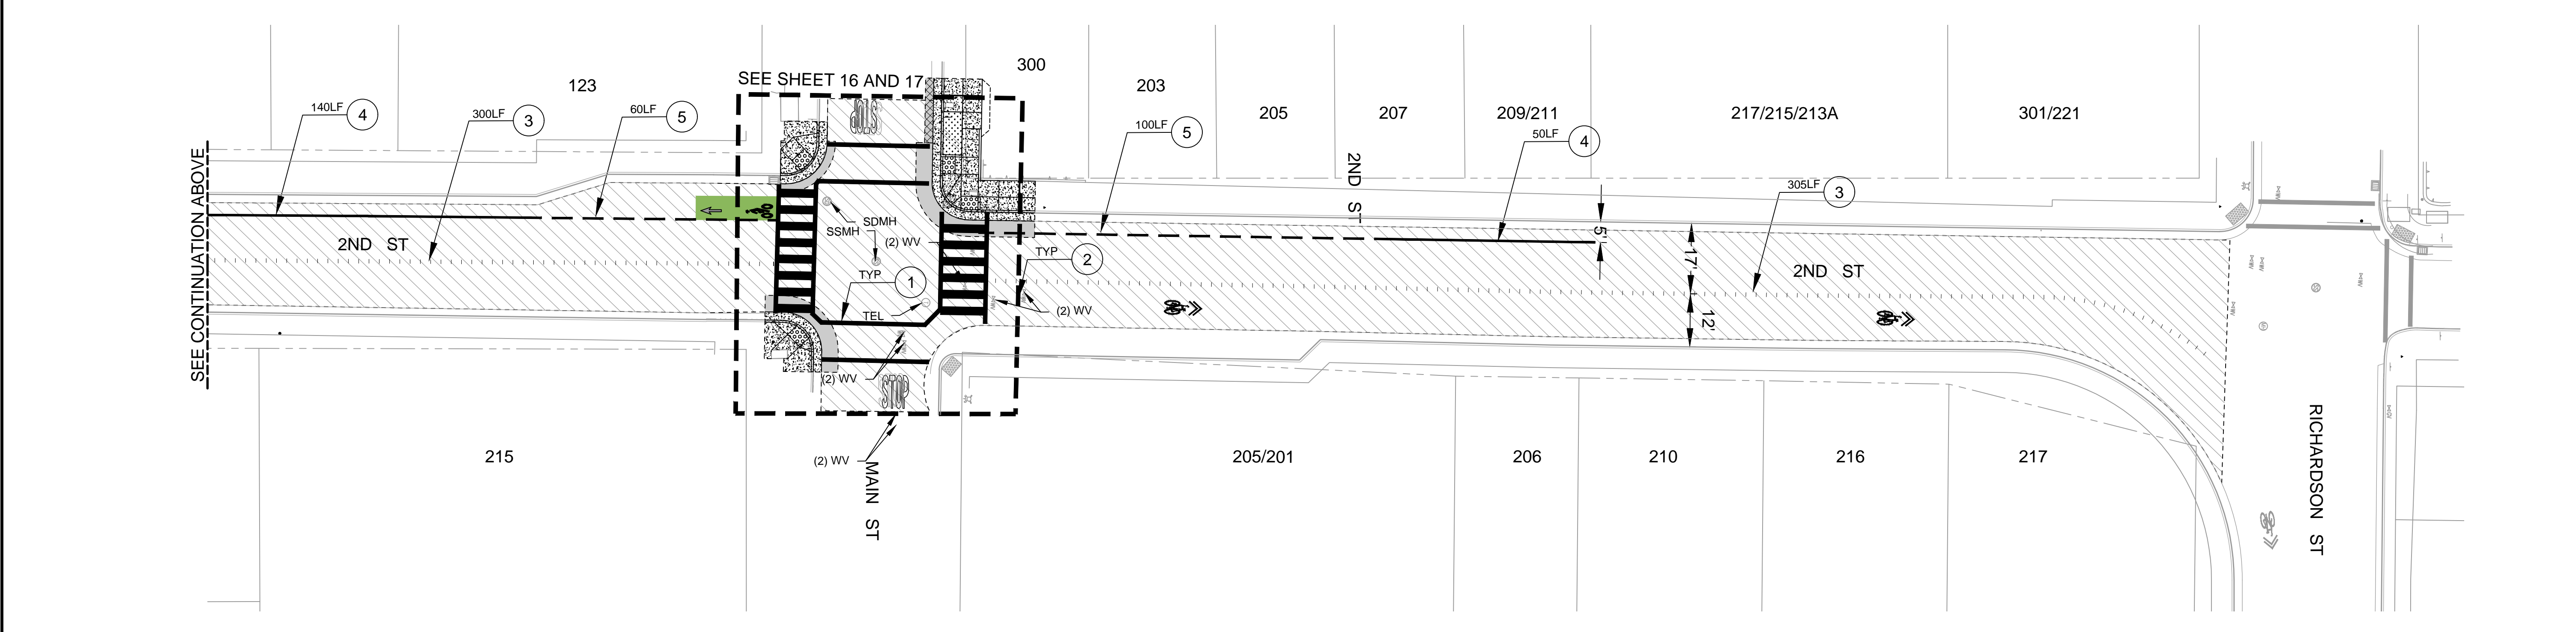 SEE SHEET 16 AND 17
300
123
203
205
207
209/211
217/215/213A
301/221
140LF 4
300LF 3
60LF 5
100LF 5
50LF 4
305LF 3
STOP
SEE CONTINUATION ABOVE
2ND ST
2ND ST
2ND ST
SDMH
SSMH
(2) WV
TYP 1
TYP 2
TEL
(2) WV
5'
17'
12'
(2) WV
STOP
(2) WV
MAIN ST
RICHARDSON ST
215
205/201
206
210
216
217